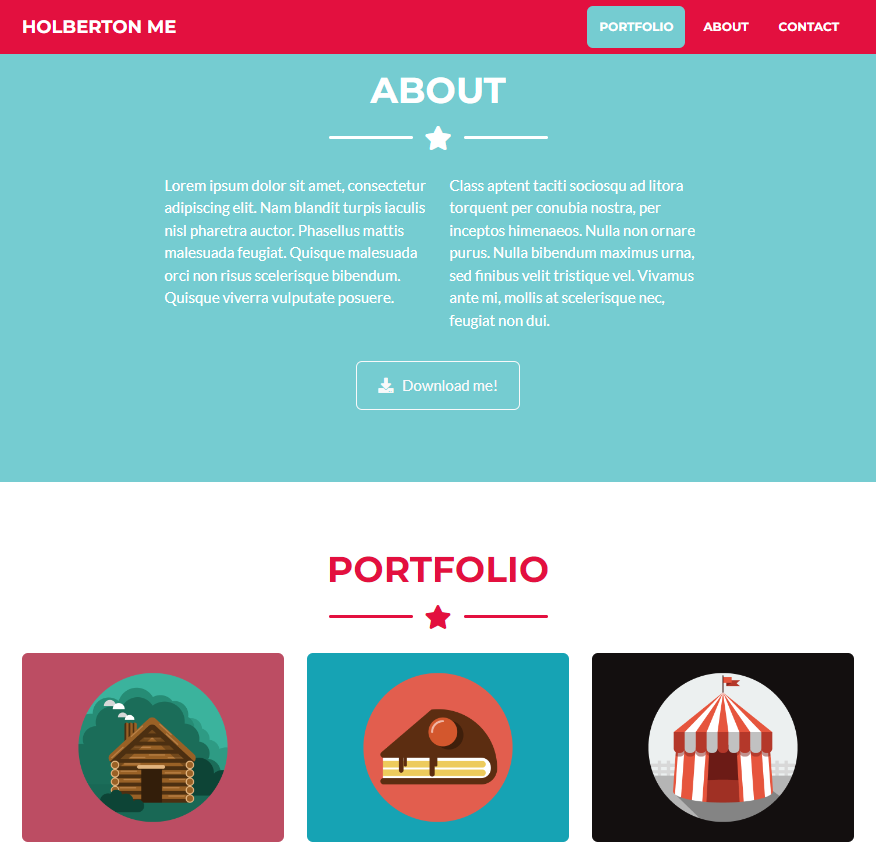 HOLBERTON ME
PORTFOLIO ABOUT CONTACT
ABOUT
Lorem ipsum dolor sit amet, consectetur
adipiscing elit. Nam blandit turpis iaculis
nisl pharetra auctor. Phasellus mattis
malesuada feugiat. Quisque malesuada
orci non risus scelerisque bibendum.
Quisque viverra vulputate posuere.
Class aptent taciti sociosqu ad litora
torquent per conubia nostra, per
inceptos himenaeos. Nulla non ornare
purus. Nulla bibendum maximus urna,
sed finibus velit tristique vel. Vivamus
ante mi, mollis at scelerisque nec,
feugiat non dui.
Download me!
PORTFOLIO